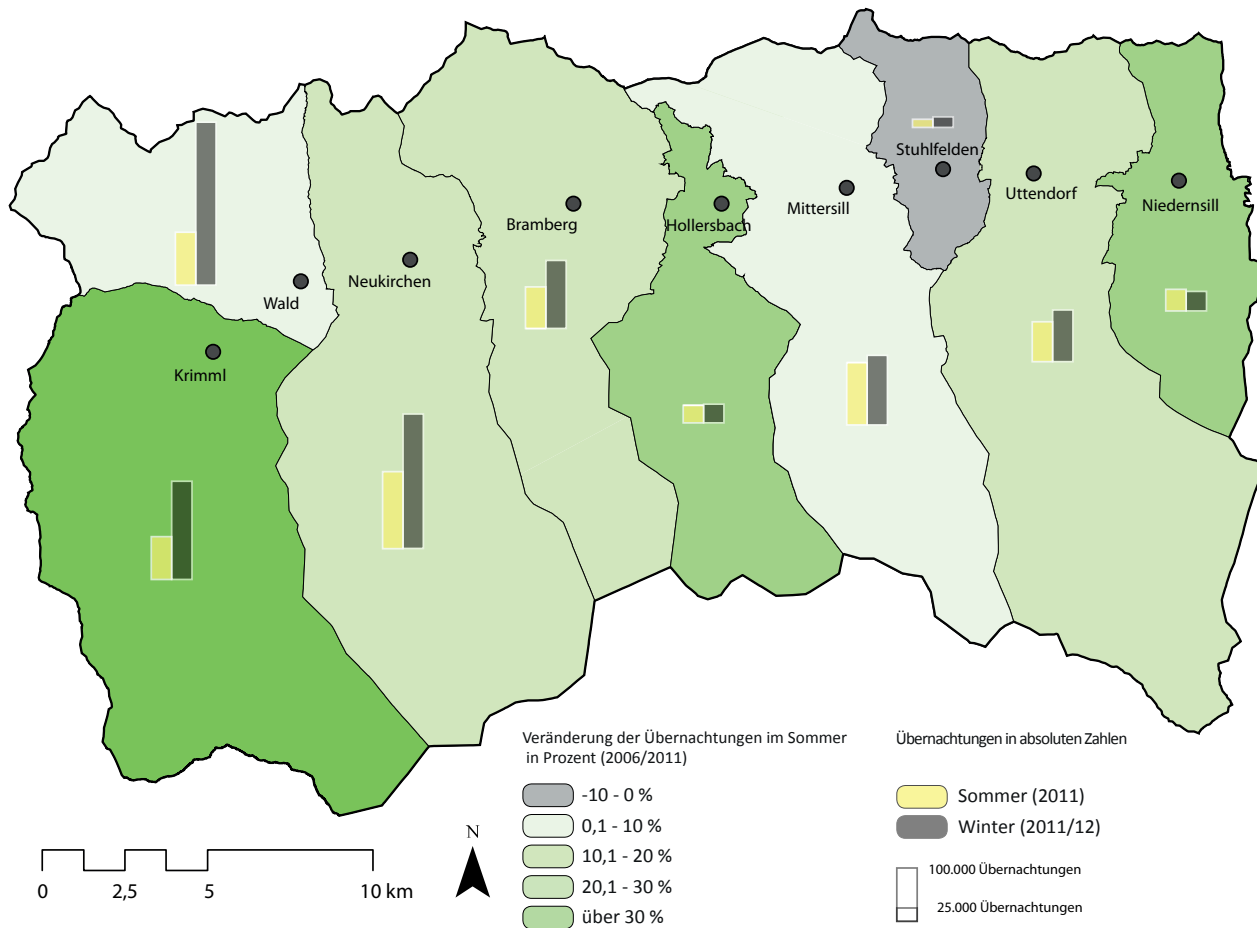 Stuhlfelden
Uttendorf
Niedernsill
Mittersill
Hollersbach
Bramberg
Neukirchen
Wald
Krimml
Veränderung der Übernachtungen im Sommer
in Prozent (2006/2011)
-10 - 0 %
0,1 - 10 %
10,1 - 20 %
20,1 - 30 %
über 30 %
Übernachtungen in absoluten Zahlen
Sommer (2011)
Winter (2011/12)
100.000 Übernachtungen
25.000 Übernachtungen
N
0 2,5 5 10 km